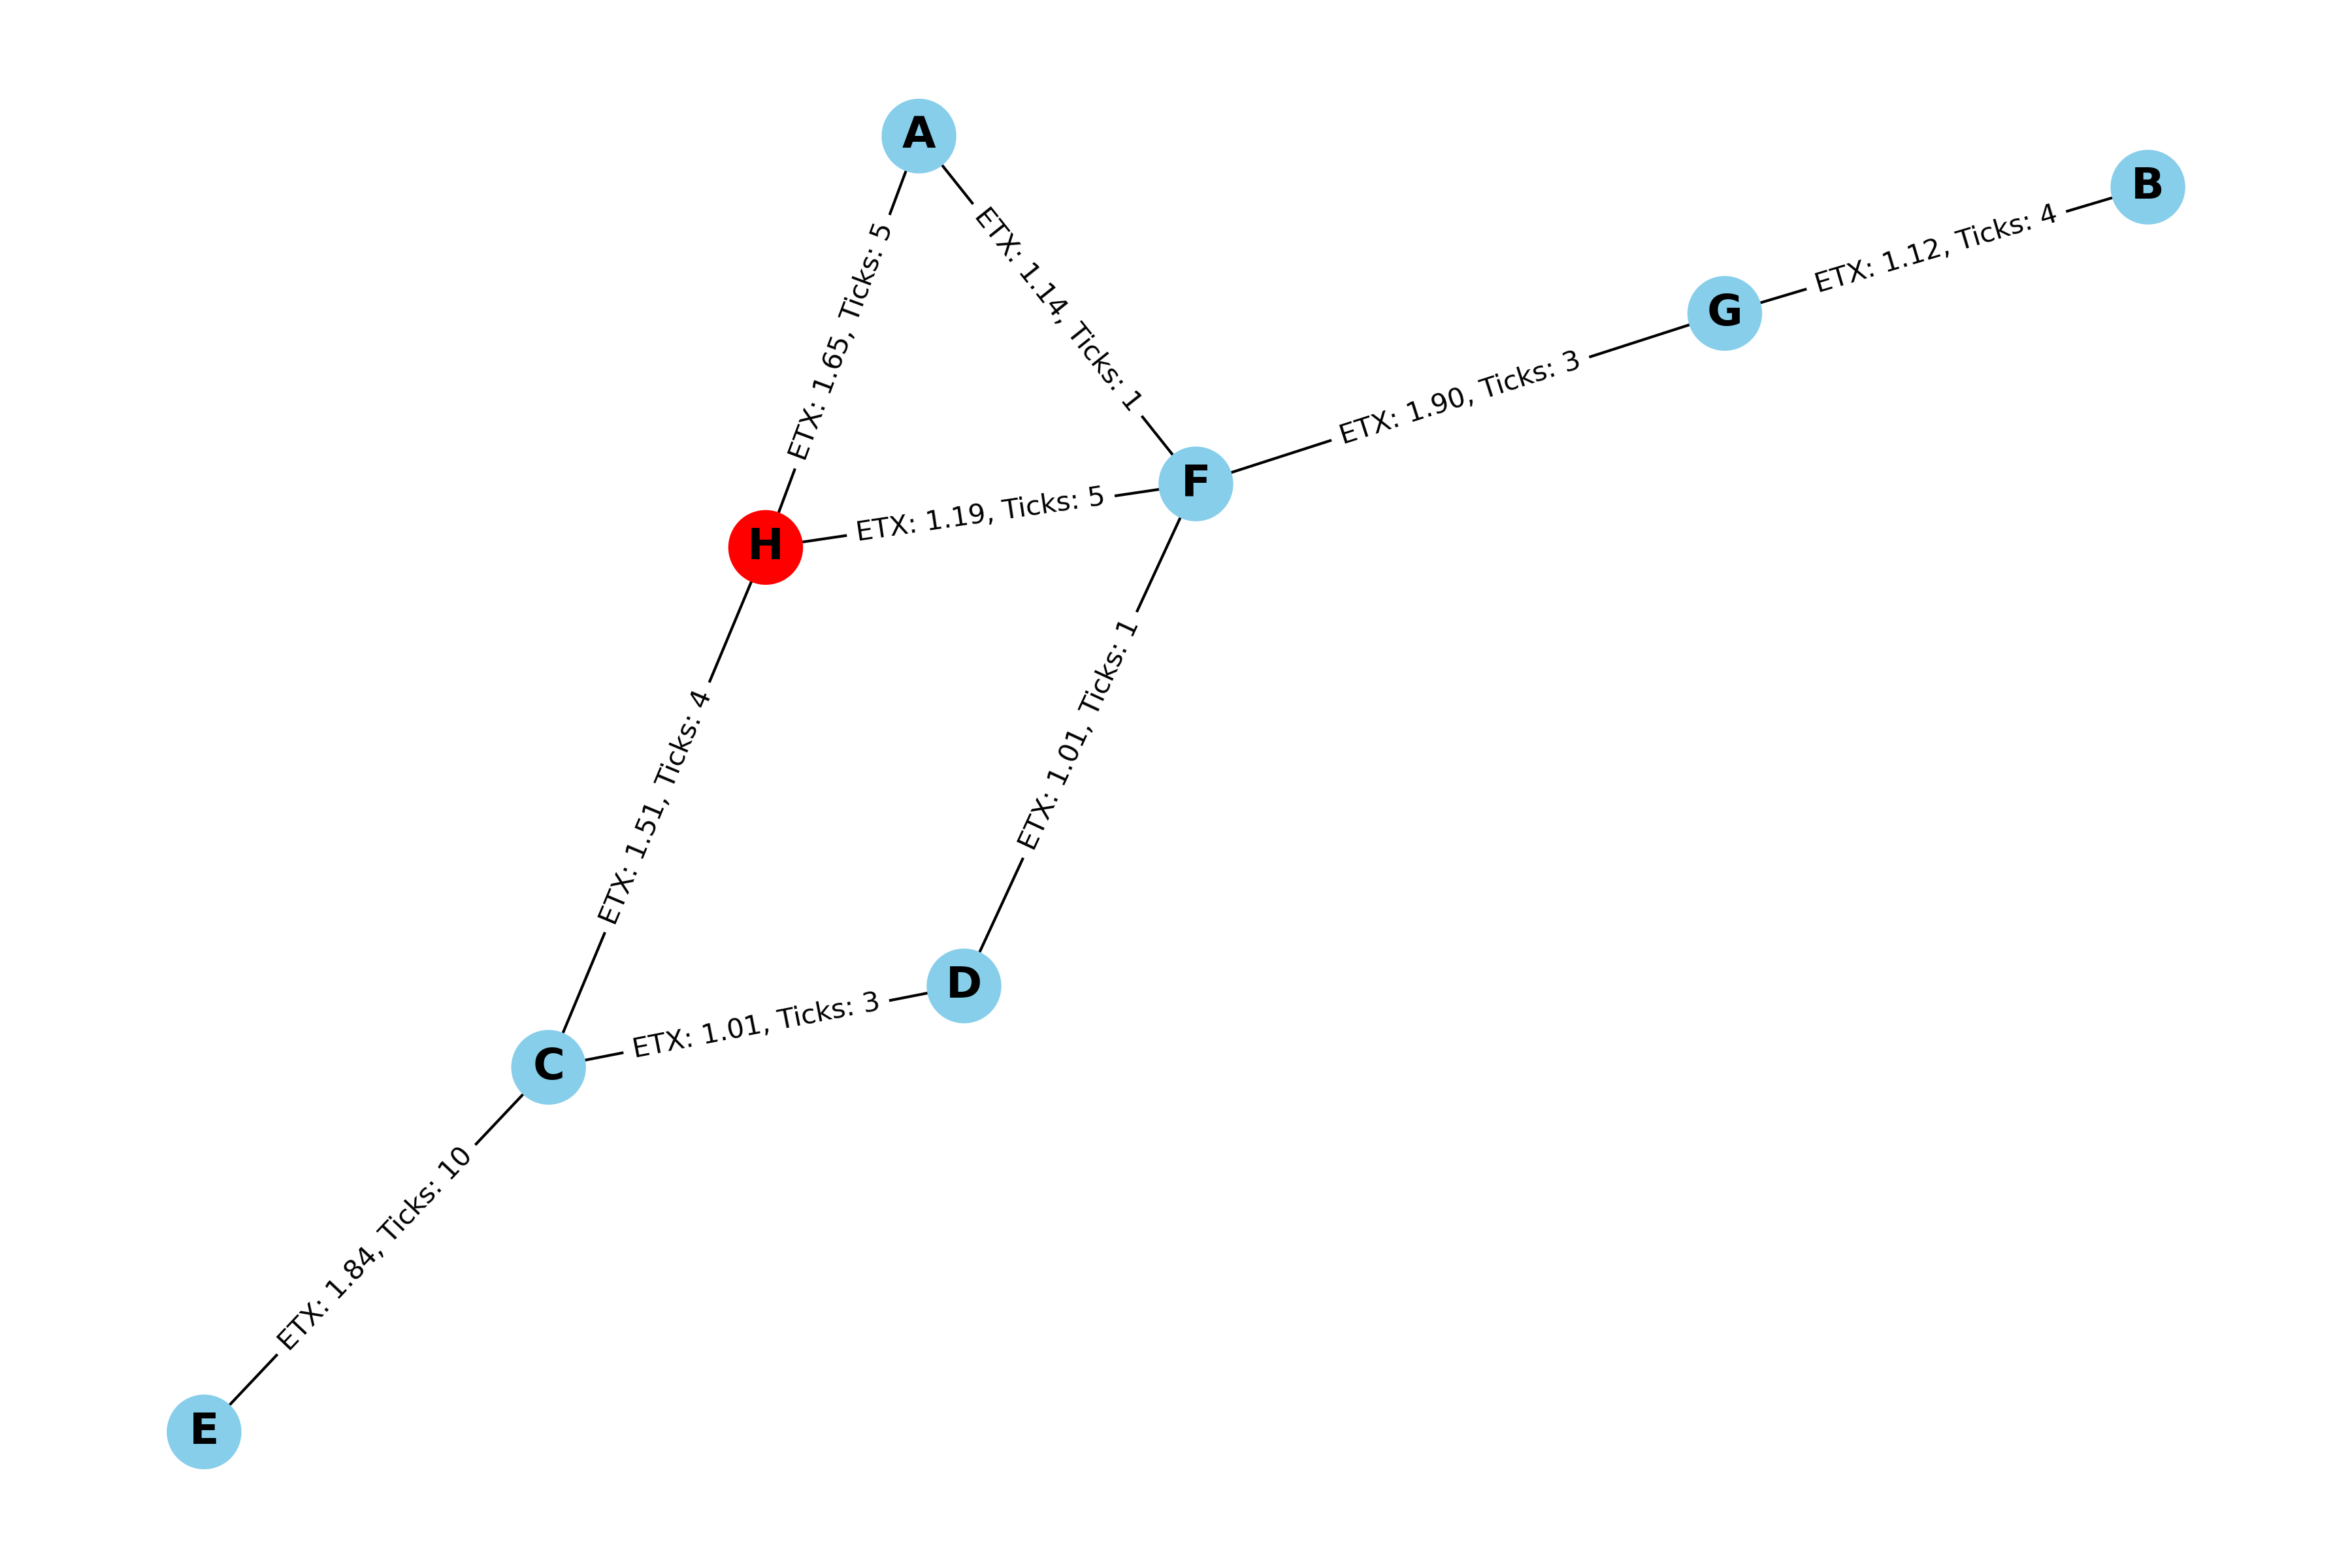 A
B
ETX: 1.12, Ticks: 4
G
ETX: 1.65, Ticks: 5
ETX: 1.14, Ticks: 1
ETX: 1.90, Ticks: 3
F
ETX: 1.19, Ticks: 5
H
ETX: 1.01, Ticks: 1
ETX: 1.51, Ticks: 4
D
ETX: 1.01, Ticks: 3
C
ETX: 1.84, Ticks: 10
E